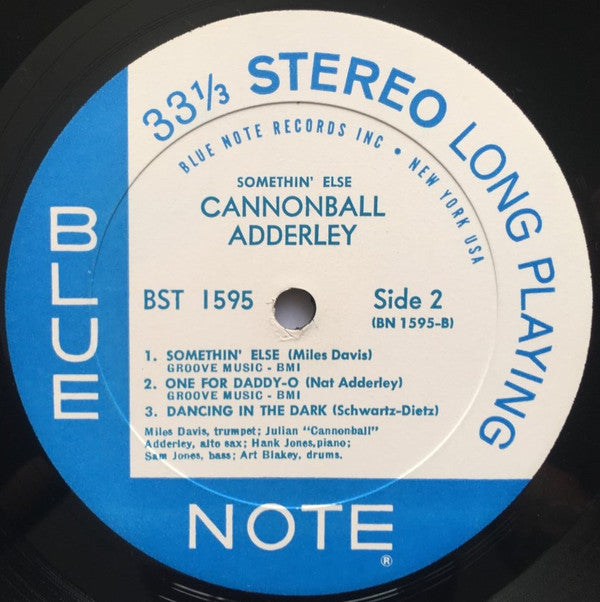 33⅓ STEREO LONG PLAYING
BLUE NOTE RECORDS INC • NEW YORK USA
SOMETHIN' ELSE
CANNONBALL
ADDERLEY
BST 1595
Side 2
(BN 1595-B)
1. SOMETHIN' ELSE (Miles Davis)
GROOVE MUSIC - BMI
2. ONE FOR DADDY-O (Nat Adderley)
GROOVE MUSIC - BMI
3. DANCING IN THE DARK (Schwartz-Dietz)
Miles Davis, trumpet; Julian "Cannonball"
Adderley, alto sax; Hank Jones,piano;
Sam Jones, bass; Art Blakey, drums.
BLUE
NOTE®